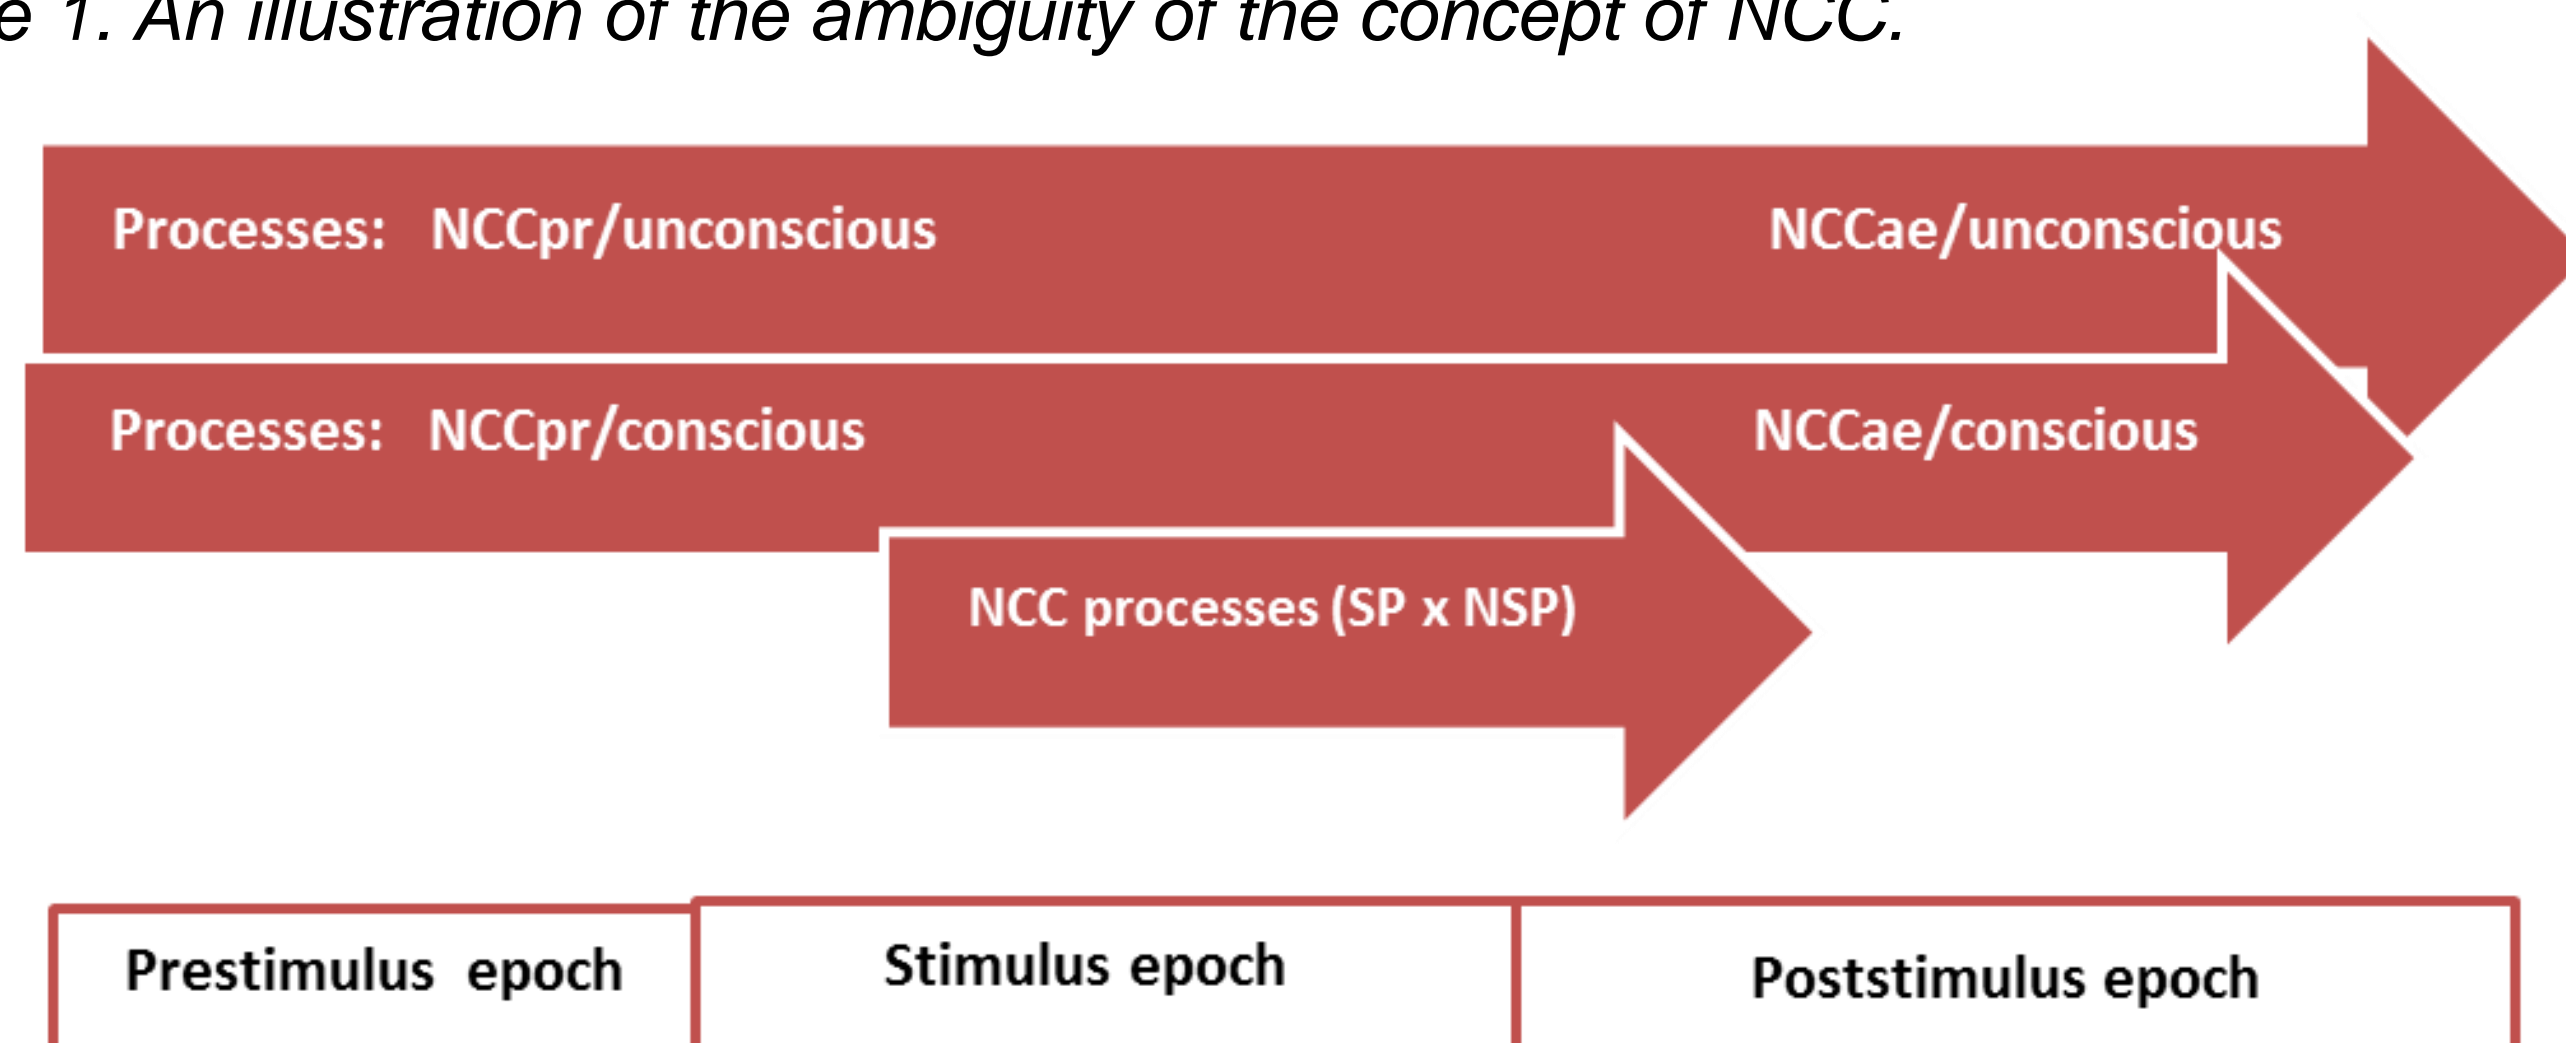 e 1. An illustration of the ambiguity of the concept of NCC.
Processes: NCCpr/unconscious NCCae/unconscious
Processes: NCCpr/conscious NCCae/conscious
NCC processes (SP x NSP)
Prestimulus epoch Stimulus epoch Poststimulus epoch